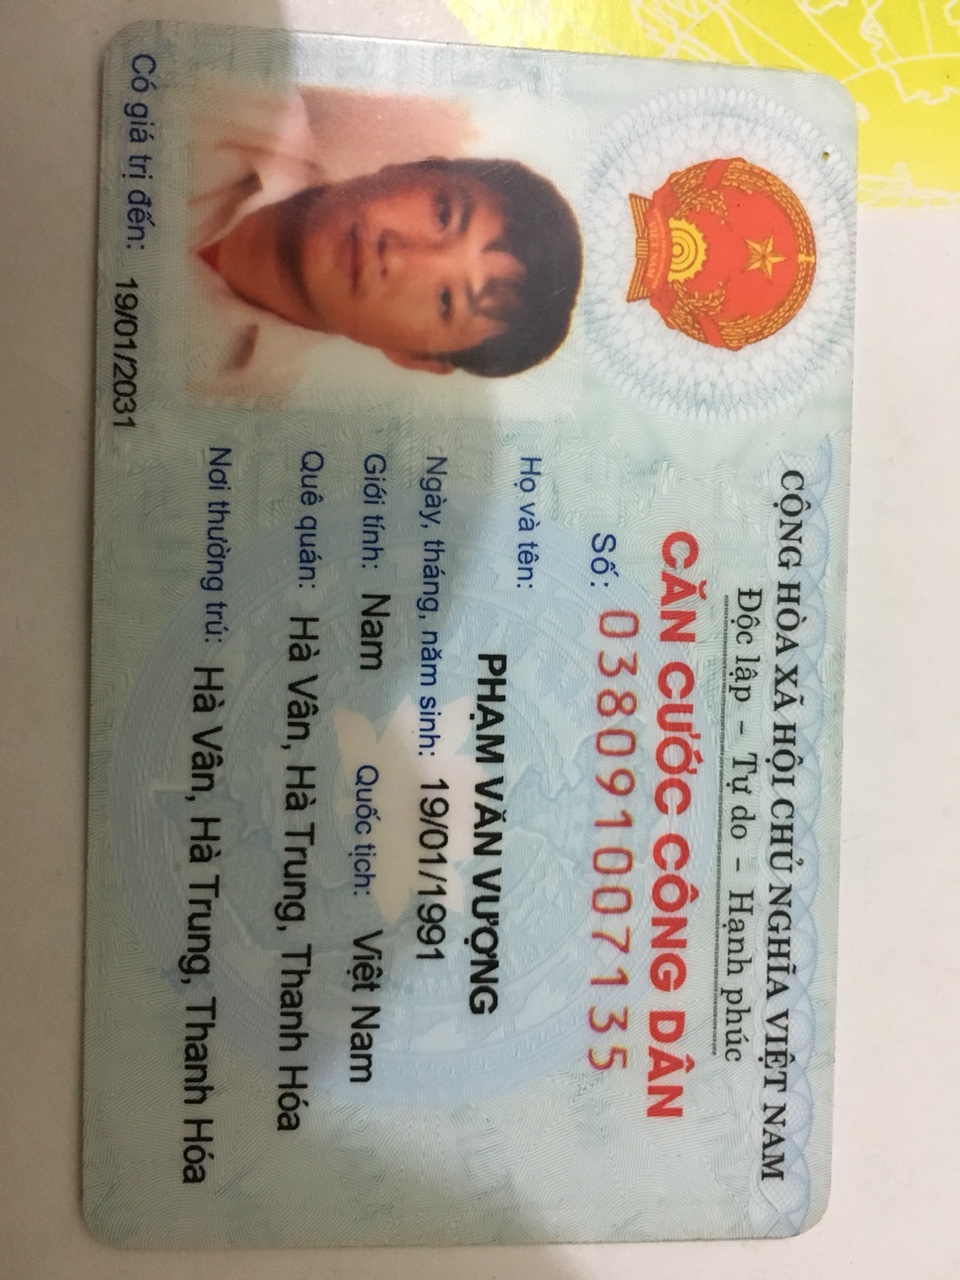 CỘNG HÒA XÃ HỘI CHỦ NGHĨA VIỆT NAM
Độc lập – Tự do – Hạnh phúc
CĂN CƯỚC CÔNG DÂN
Số: 038091007135
Họ và tên:
PHẠM VĂN VƯỢNG
Ngày, tháng, năm sinh: 19/01/1991
Giới tính: Nam Quốc tịch: Việt Nam
Quê quán: Hà Vân, Hà Trung, Thanh Hóa
Nơi thường trú: Hà Vân, Hà Trung, Thanh Hóa
Có giá trị đến: 19/01/2031